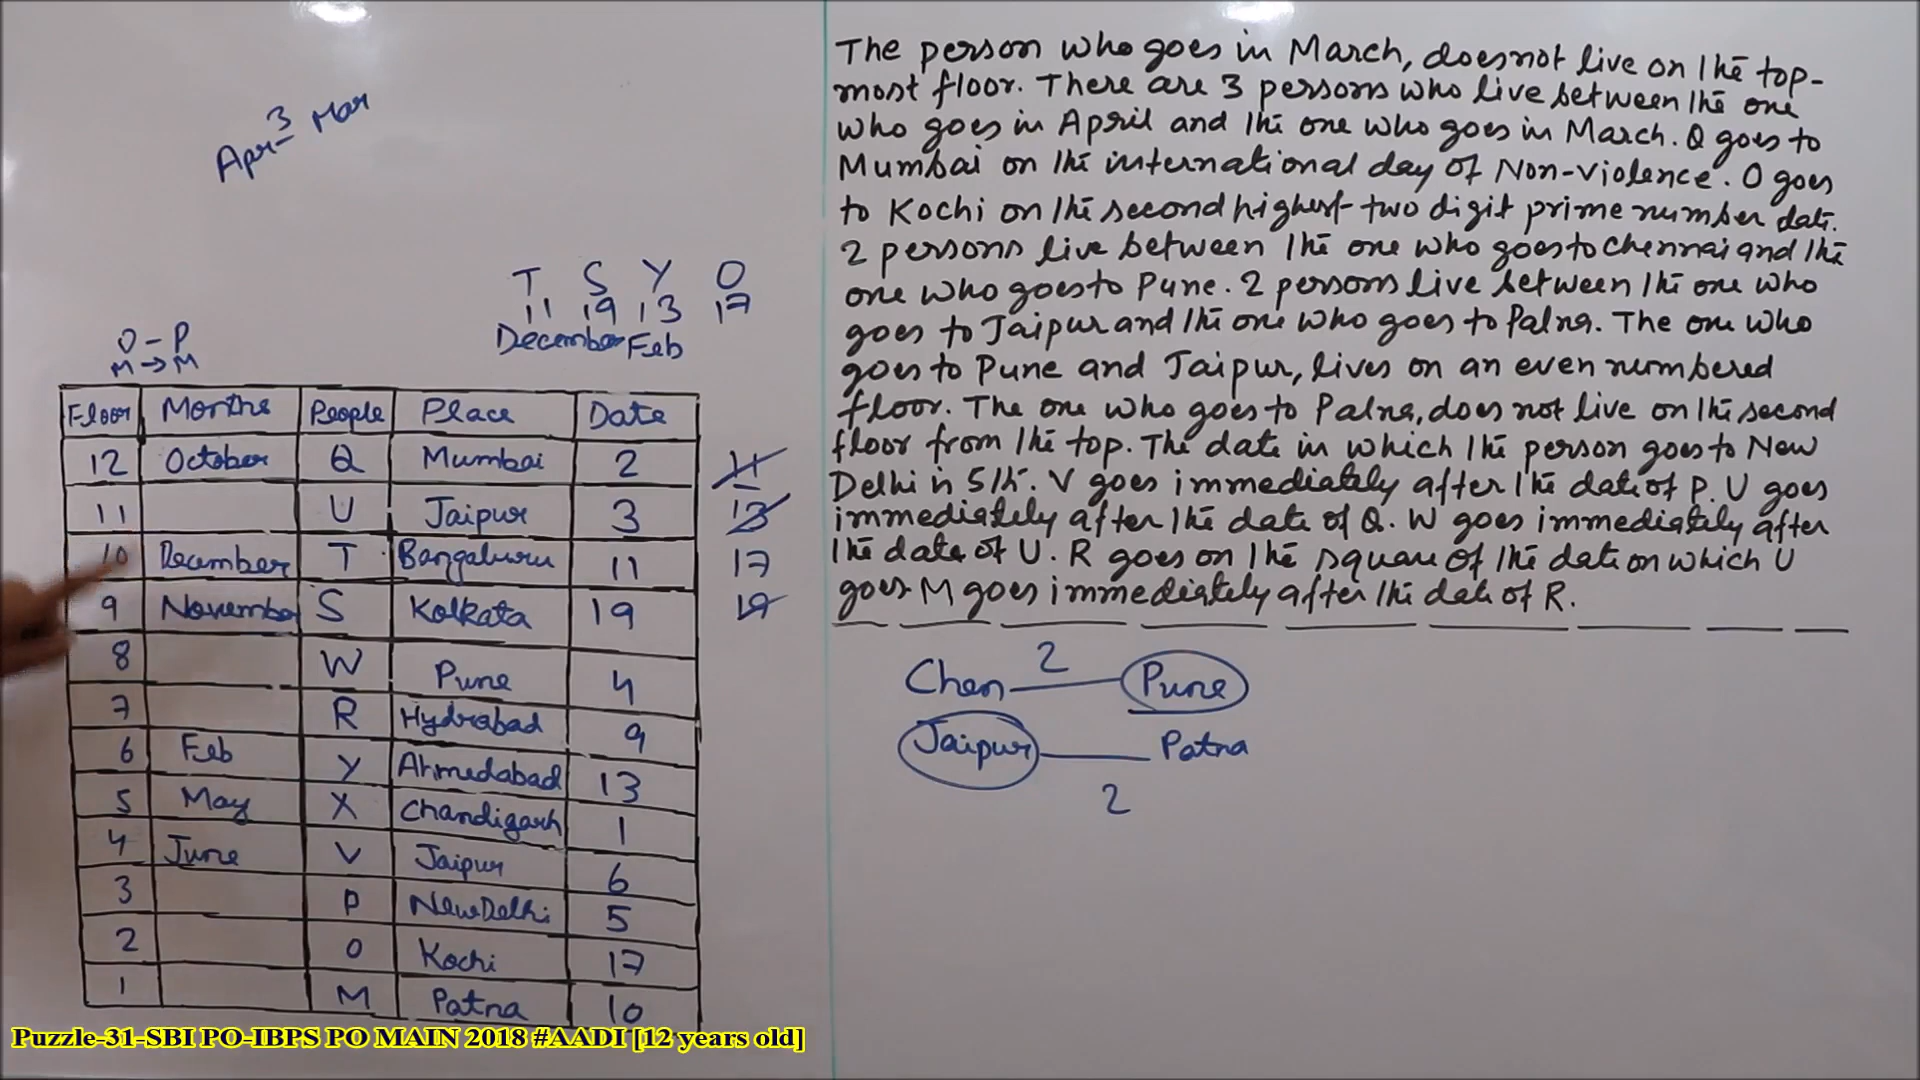 Apr 3 Mar
T S Y O
11 19 13 17
December Feb
O - P
M → M
Floor Months People Place Date
12 October Q Mumbai 2 11
11 U Jaipur 3 13
10 December T Bangaluru 11 17
9 November S Kolkata 19 19
8 W Pune 4
7 R Hydrabad 9
6 Feb Y Ahmedabad 13
5 May X Chandigarh 1
4 June V Jaipur 6
3 P New Delhi 5
2 O Kochi 17
1 M Patna 10
The person who goes in March, does not live on the top-
most floor. There are 3 persons who live between the one
who goes in April and the one who goes in March. Q goes to
Mumbai on the international day of Non-violence. O goes
to Kochi on the second highest two digit prime number date.
2 persons live between the one who goes to Chennai and the
one who goes to Pune. 2 persons live between the one who
goes to Jaipur and the one who goes to Patna. The one who
goes to Pune and Jaipur, lives on an even numbered
floor. The one who goes to Patna, does not live on the second
floor from the top. The date in which the person goes to New
Delhi is 5th. V goes immediately after the date of P. U goes
immediately after the date of Q. W goes immediately after
the date of U. R goes on the square of the date on which U
goes M goes immediately after the date of R.
Chen 2 Pune
Jaipur Patna
2
Puzzle-31-SBI PO-IBPS PO MAIN 2018 #AADI [12 years old]